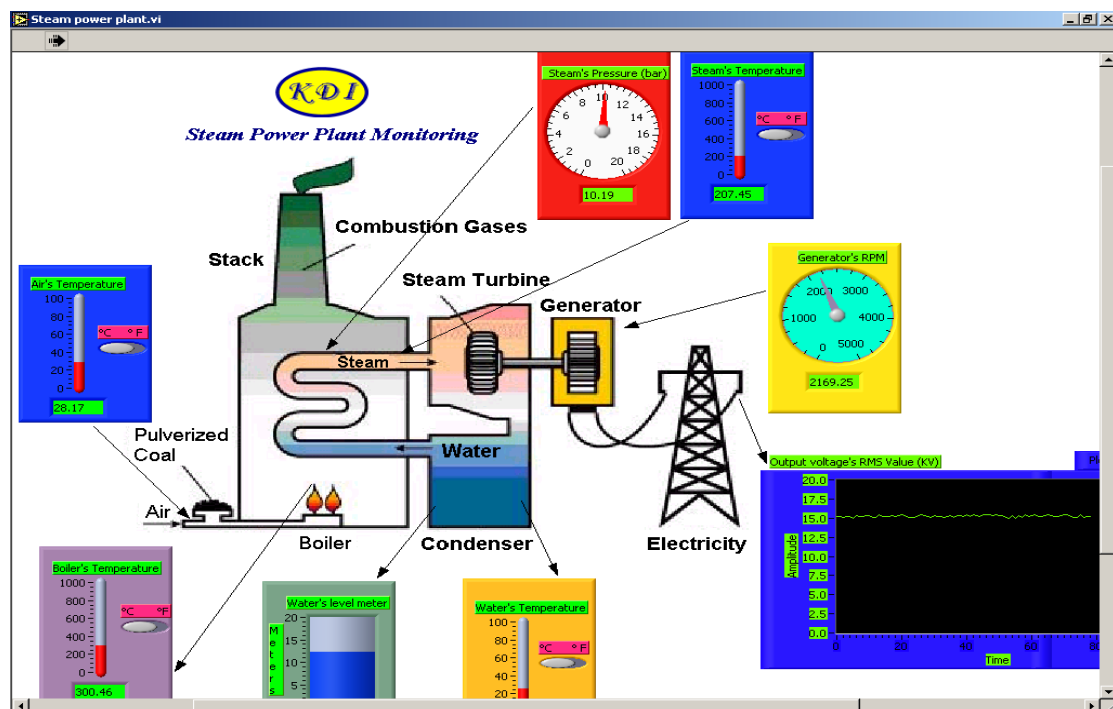 Steam power plant.vi
KDI
Steam Power Plant Monitoring
Steam's Pressure (bar)
0
2
4
6
8
10
12
14
16
18
20
10.19
Steam's Temperature
1000
800
600
400
200
0
°C °F
207.45
Combustion Gases
Stack
Steam Turbine
Generator
Generator's RPM
0
1000
2000
3000
4000
5000
2169.25
Air's Temperature
100
80
60
40
20
0
°C °F
28.17
Steam
Water
Pulverized
Coal
Air
Boiler
Condenser
Electricity
Output voltage's RMS Value (KV)
20.0
17.5
15.0
12.5
10.0
7.5
5.0
2.5
0.0
Amplitude
0 20 40 60 80
Time
Boiler's Temperature
1000
800
600
400
200
0
°C °F
300.46
Water's level meter
Meters
20
15
10
5
Water's Temperature
100
80
60
40
20
°C °F